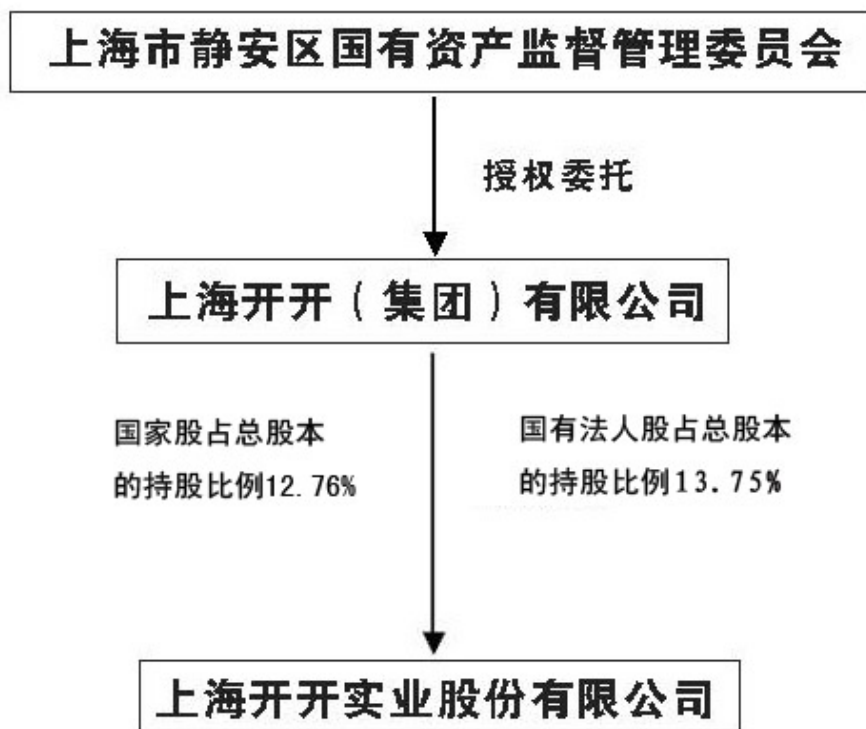 上海市静安区国有资产监督管理委员会
授权委托
上海开开（集团）有限公司
国家股占总股本
的持股比例12.76%
国有法人股占总股本
的持股比例13.75%
上海开开实业股份有限公司